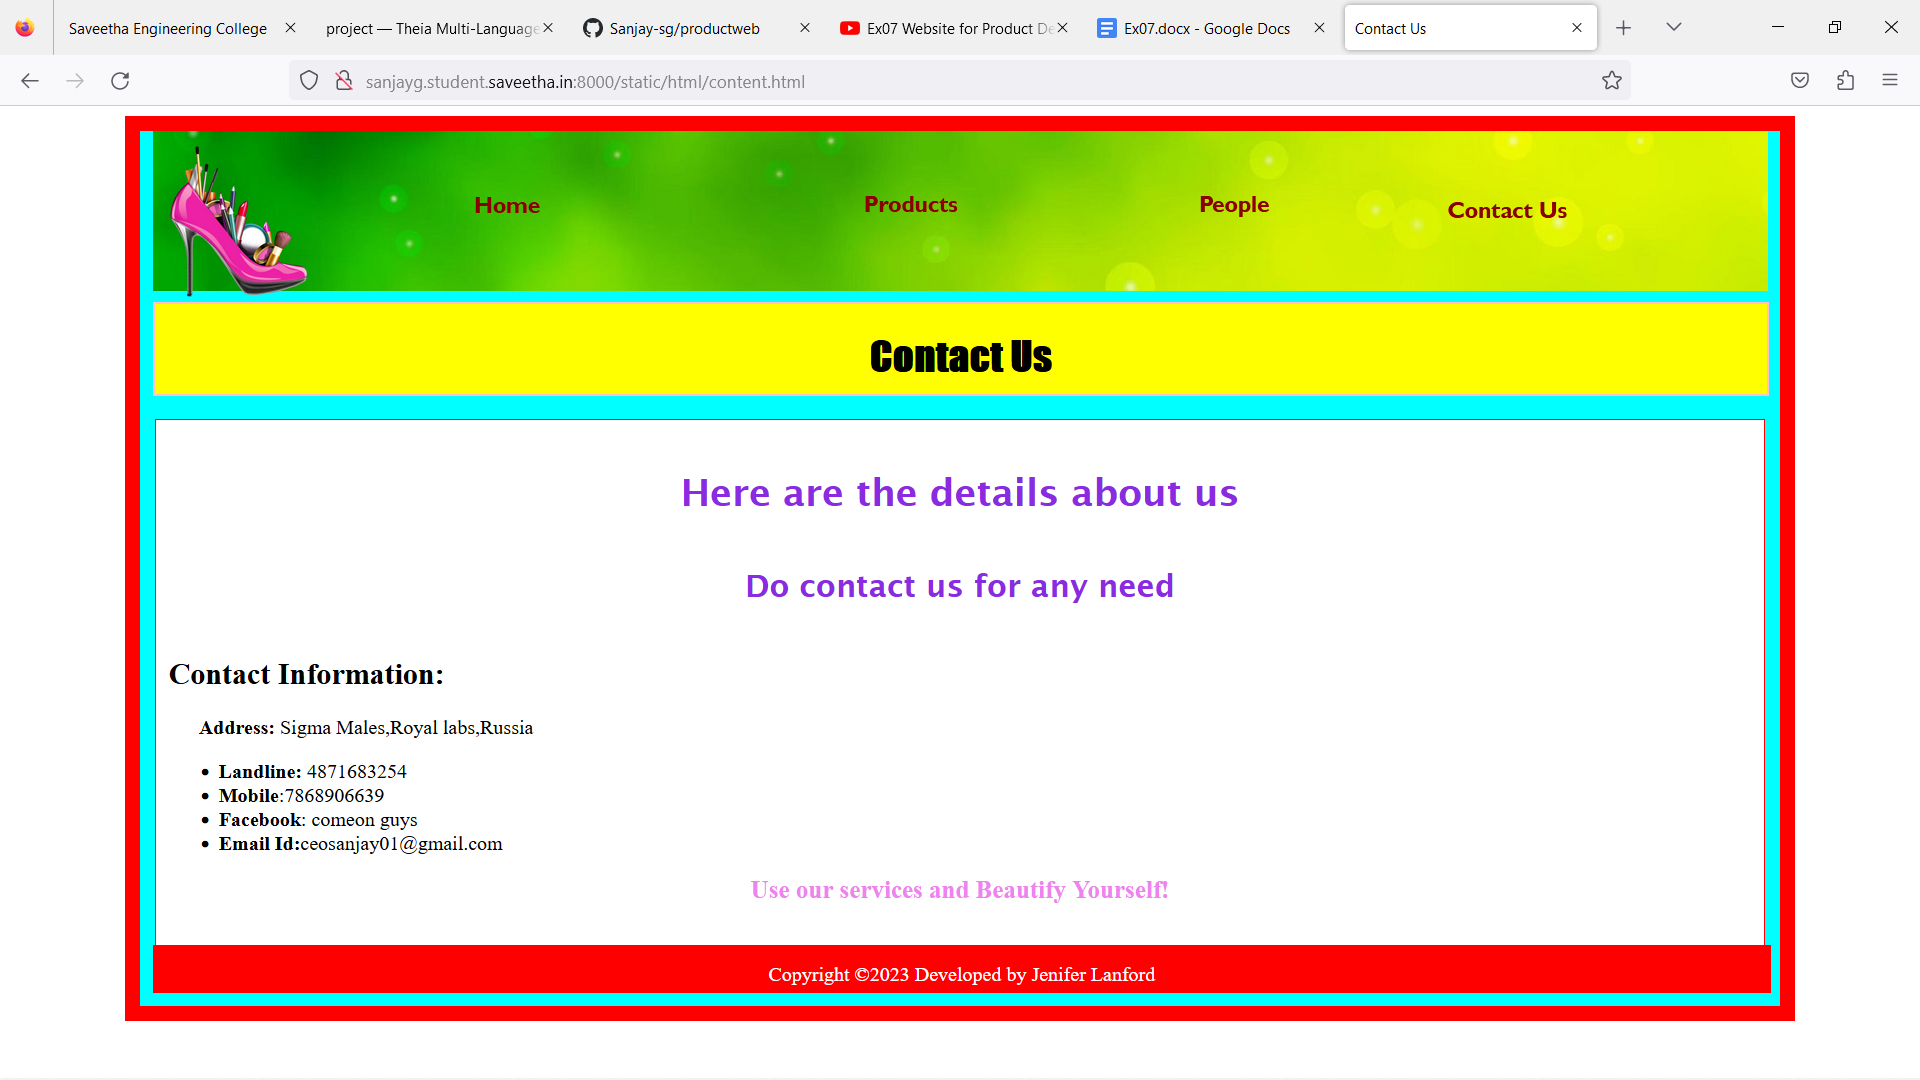 Saveetha Engineering College
project — Theia Multi-Language
Sanjay-sg/productweb
Ex07 Website for Product De
Ex07.docx - Google Docs
Contact Us
sanjayg.student.saveetha.in:8000/static/html/content.html
Home
Products
People
Contact Us
Contact Us
Here are the details about us
Do contact us for any need
Contact Information:
Address: Sigma Males,Royal labs,Russia
• Landline: 4871683254
• Mobile:7868906639
• Facebook: comeon guys
• Email Id:ceosanjay01@gmail.com
Use our services and Beautify Yourself!
Copyright ©2023 Developed by Jenifer Lanford